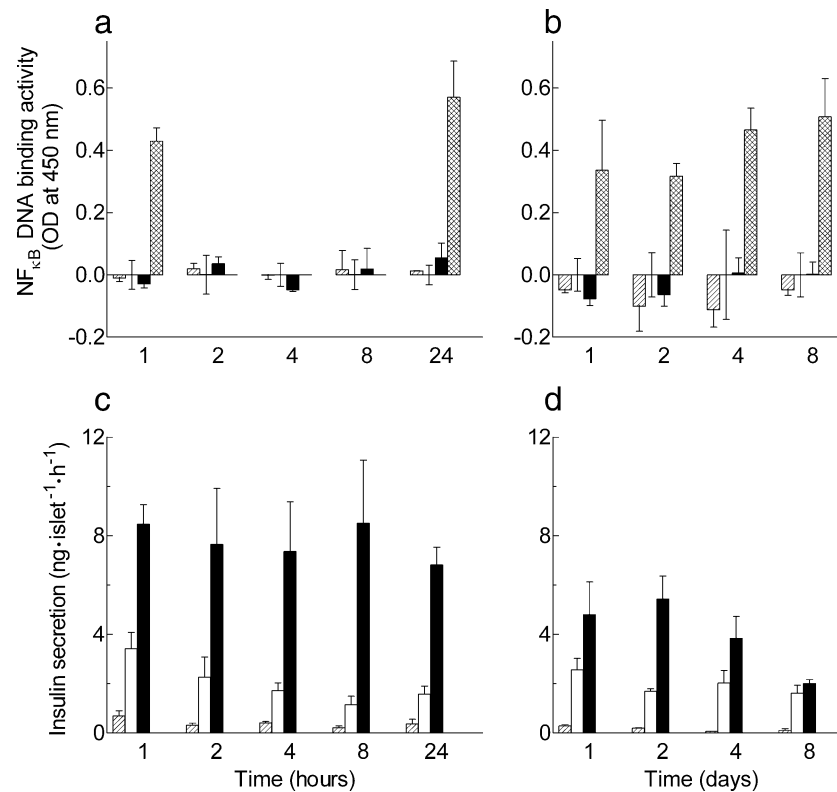 a
b
NFκB DNA binding activity
(OD at 450 nm)
0.6
0.4
0.2
0.0
-0.2
1 2 4 8 24
0.6
0.4
0.2
0.0
-0.2
1 2 4 8
c
d
Insulin secretion (ng·islet⁻¹·h⁻¹)
12
8
4
0
1 2 4 8 24
Time (hours)
12
8
4
0
1 2 4 8
Time (days)